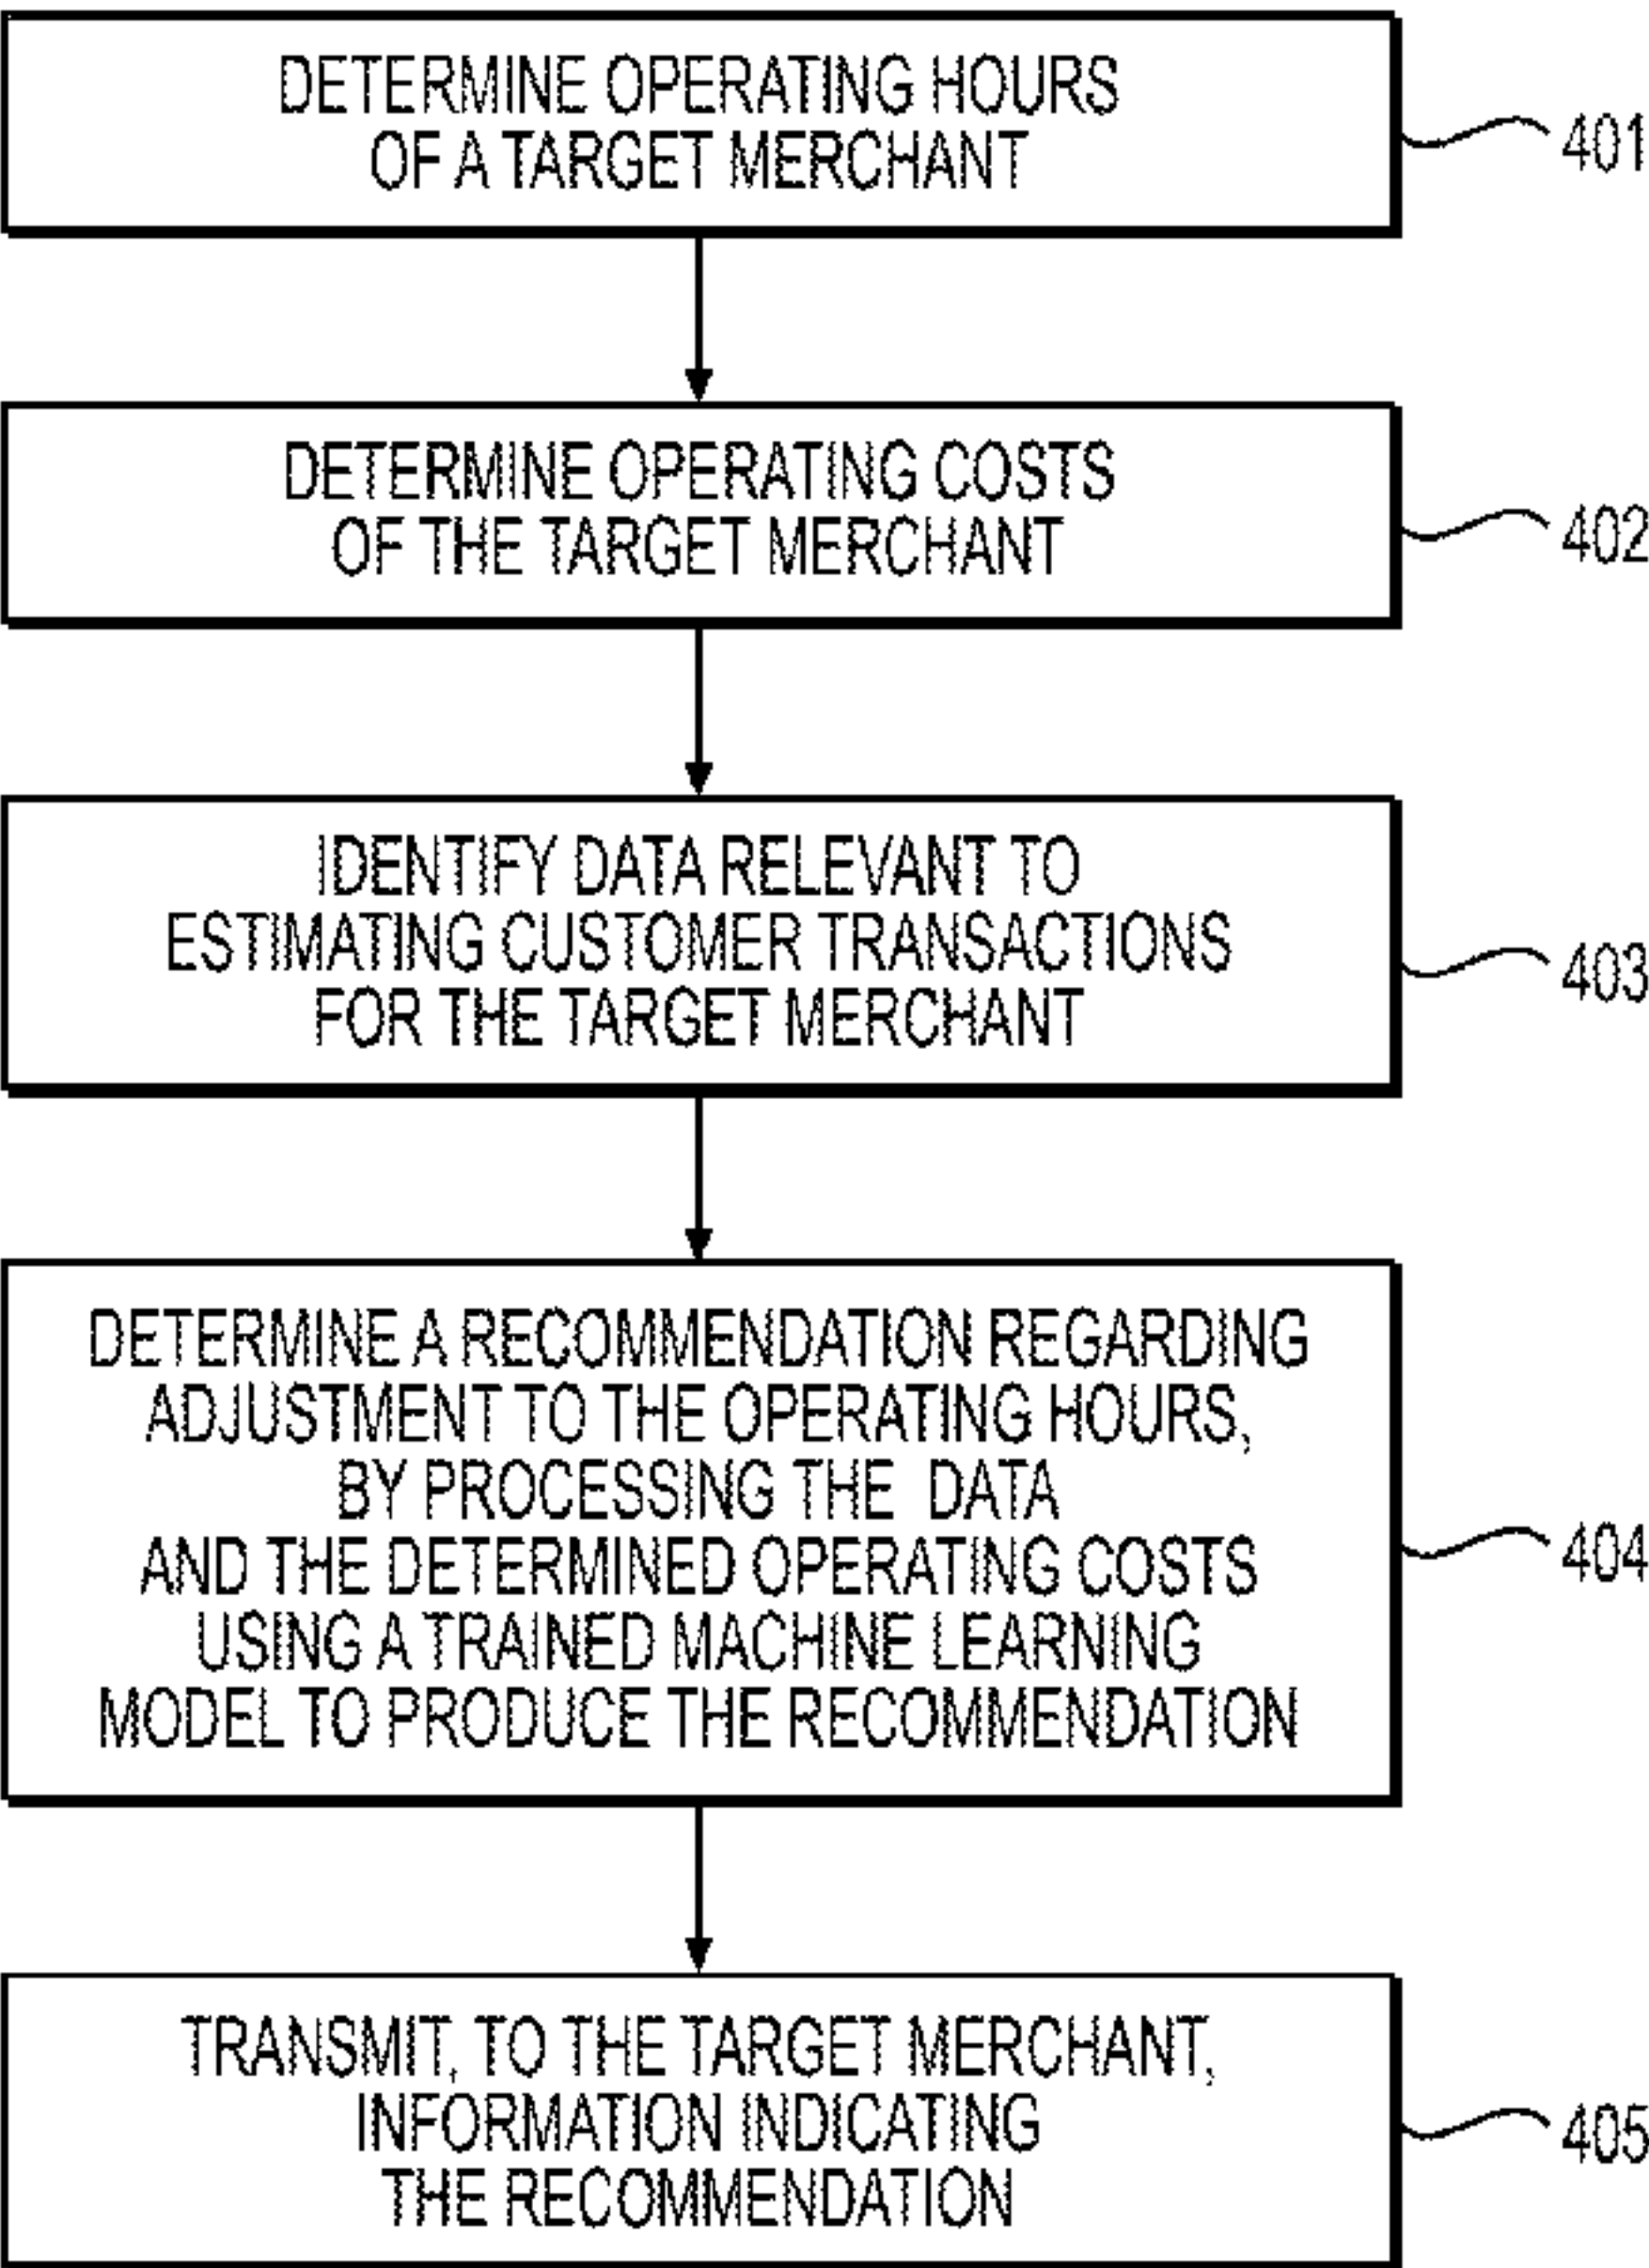 DETERMINE OPERATING HOURS
OF A TARGET MERCHANT
401
DETERMINE OPERATING COSTS
OF THE TARGET MERCHANT
402
IDENTIFY DATA RELEVANT TO
ESTIMATING CUSTOMER TRANSACTIONS
FOR THE TARGET MERCHANT
403
DETERMINE A RECOMMENDATION REGARDING
ADJUSTMENT TO THE OPERATING HOURS,
BY PROCESSING THE DATA
AND THE DETERMINED OPERATING COSTS
USING A TRAINED MACHINE LEARNING
MODEL TO PRODUCE THE RECOMMENDATION
404
TRANSMIT, TO THE TARGET MERCHANT,
INFORMATION INDICATING
THE RECOMMENDATION
405